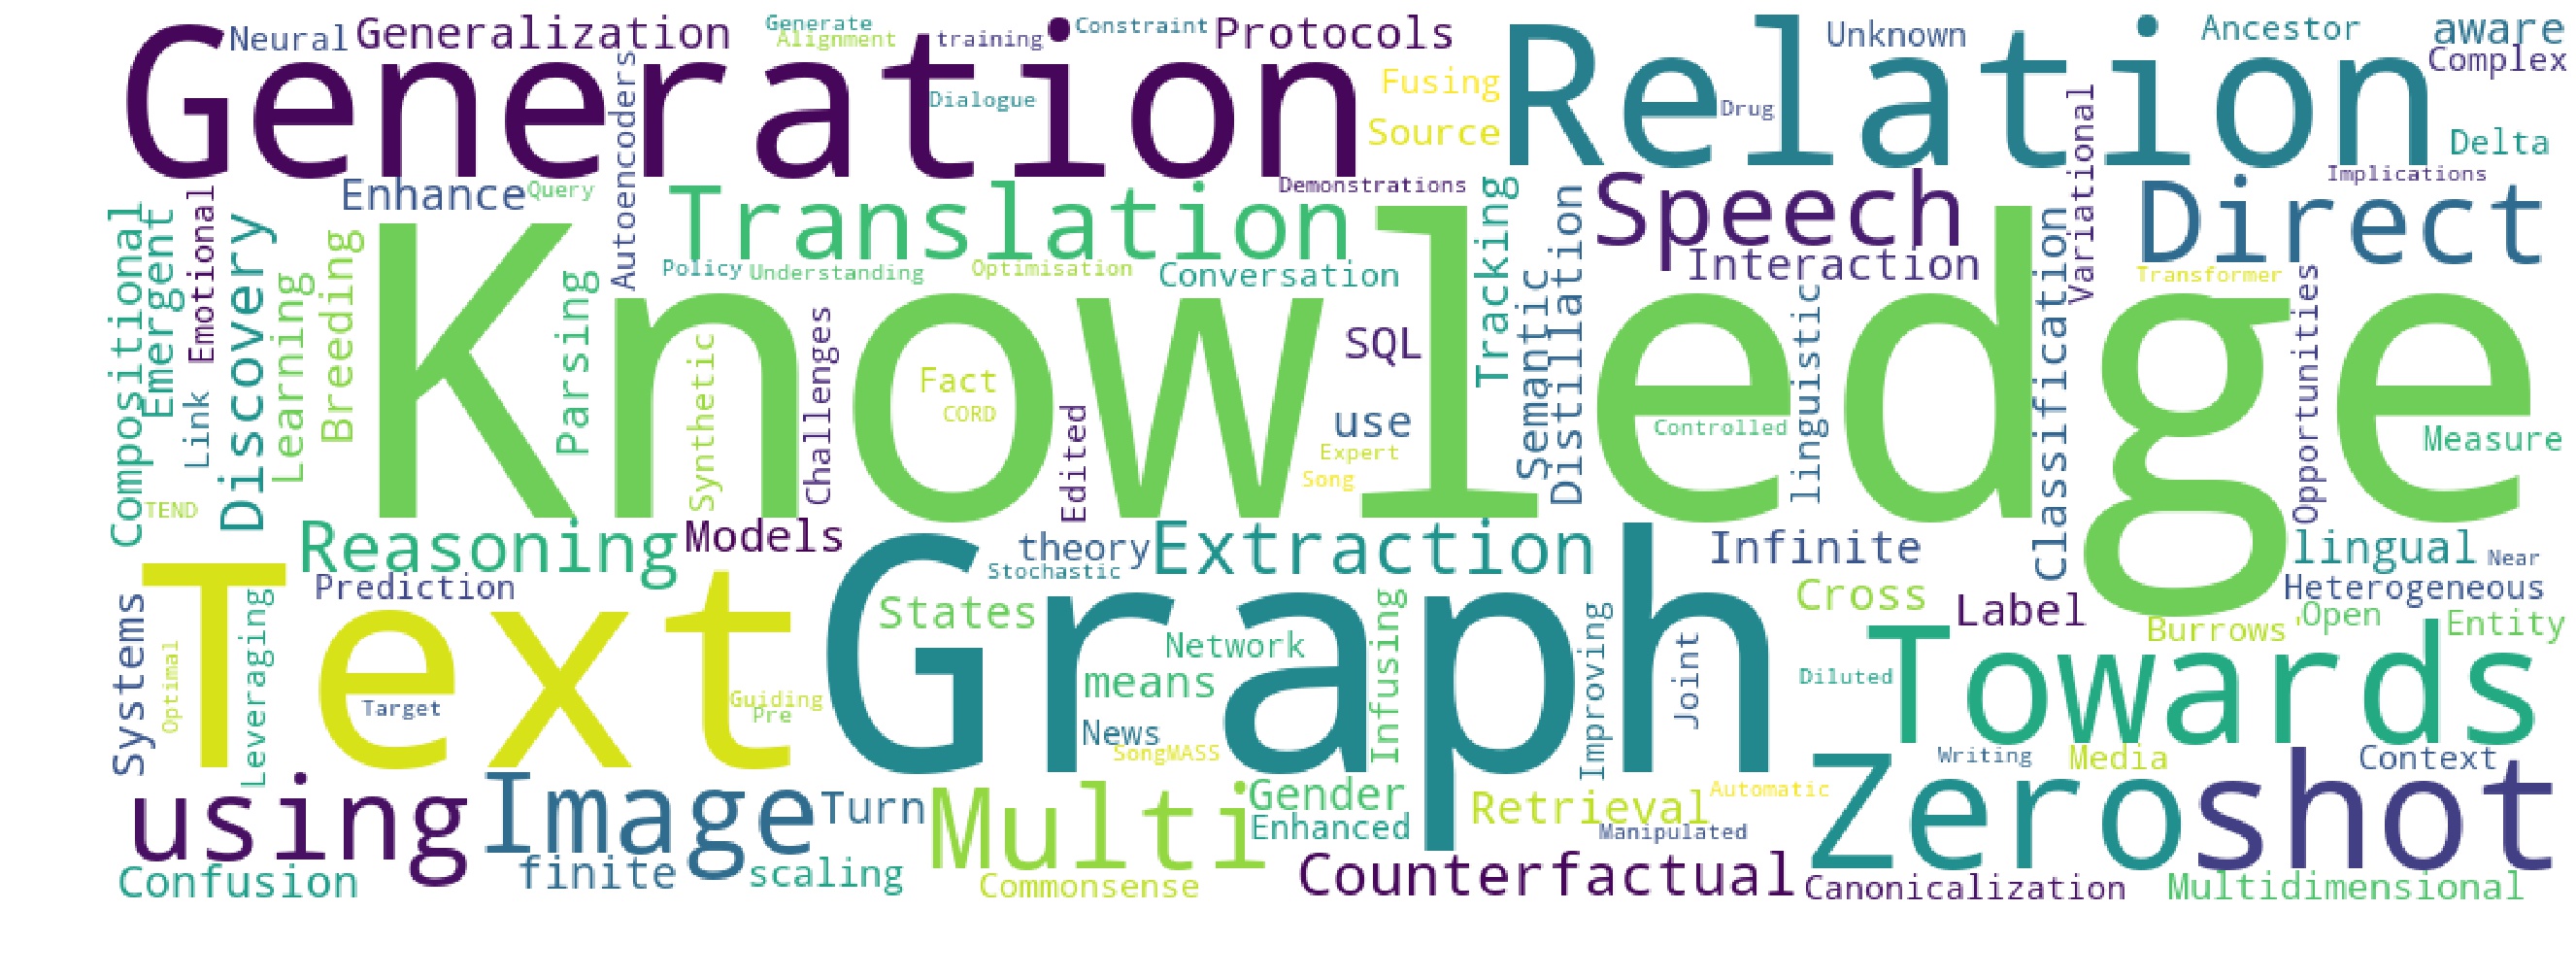 Neural Generalization Generate Alignment training Constraint Protocols Unknown Ancestor aware
Complex
Generation Relation
Autoencoders Dialogue Fusing Source Drug Variational Delta
Implications
Enhance Query Translation Demonstrations Tracking Speech Direct
Compositional Emergent Emotional Discovery Learning Breeding Parsing
Policy Understanding Optimisation Conversation Interaction Transformer
Semantic Distillation linguistic Classification Opportunities
Knowledge
Link Synthetic Challenges Fact CORD Edited SQL use Expert Song Controlled Measure
TEND
Reasoning Models theory Extraction Infinite lingual Near
Stochastic
Prediction States Cross Label Heterogeneous
Burrows' Open Entity
Text Graph Towards
Systems Optimal Leveraging Target Guiding Pre Network means News SongMASS Infusing Improving Joint Diluted
Writing Media Context
using Image Turn Multi Gender Enhanced Retrieval Automatic Manipulated Zero shot
Confusion finite scaling Commonsense Counterfactual Canonicalization Multidimensional